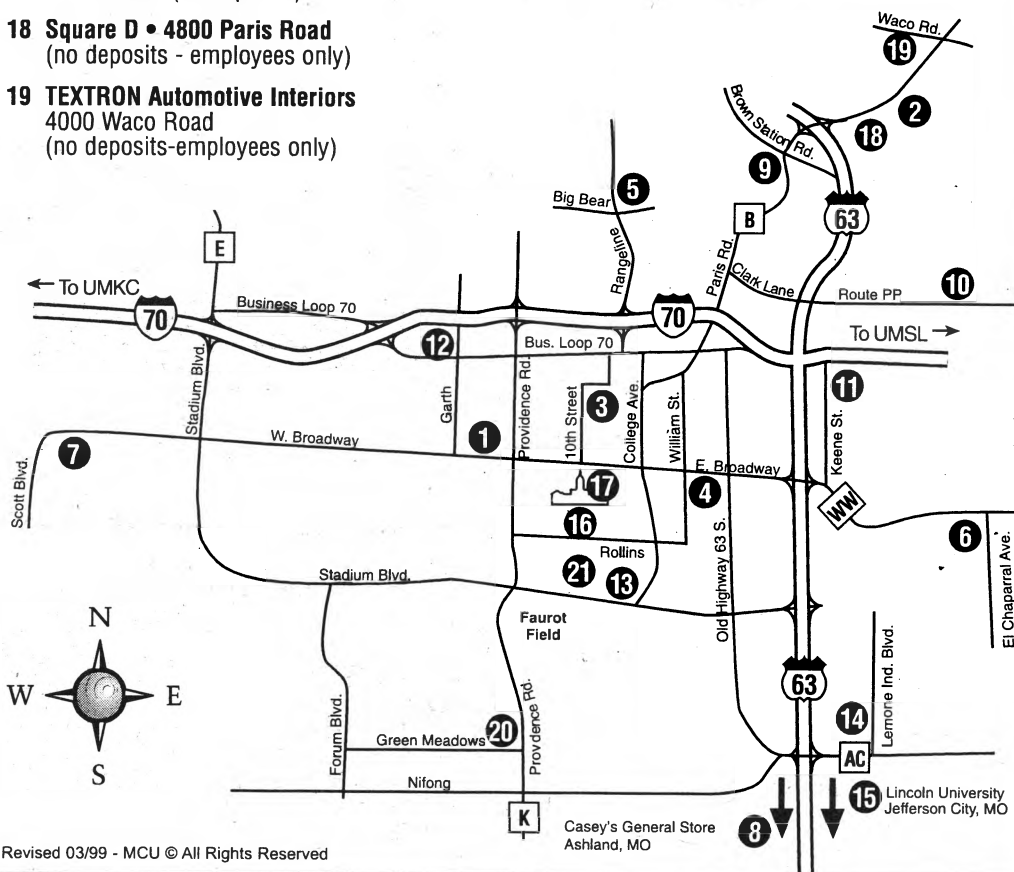 18 Square D • 4800 Paris Road
(no deposits - employees only)
19 TEXTRON Automotive Interiors
4000 Waco Road
(no deposits-employees only)
Waco Rd.
19
2
18
Brown Station Rd.
9
5
Big Bear
B
63
E
Rangeline
Paris Rd.
Clark Lane
10
Route PP
← To UMKC
Business Loop 70
70
70
To UMSL →
12
Bus. Loop 70
Stadium Blvd.
Garth
Providence Rd.
10th Street
3
College Ave.
William St.
11
Keene St.
W. Broadway
1
7
Scott Blvd.
E. Broadway
17
4
WW
16
6
Rollins
El Chaparral Ave.
21
13
Stadium Blvd.
Old Highway 63 S.
Faurot
Field
N
W
E
S
63
Lemone Ind. Blvd.
14
Forum Blvd.
Green Meadows
20
Providence Rd.
AC
Nifong
15
Lincoln University
Jefferson City, MO
K
Casey's General Store
Ashland, MO
8
Revised 03/99 - MCU © All Rights Reserved